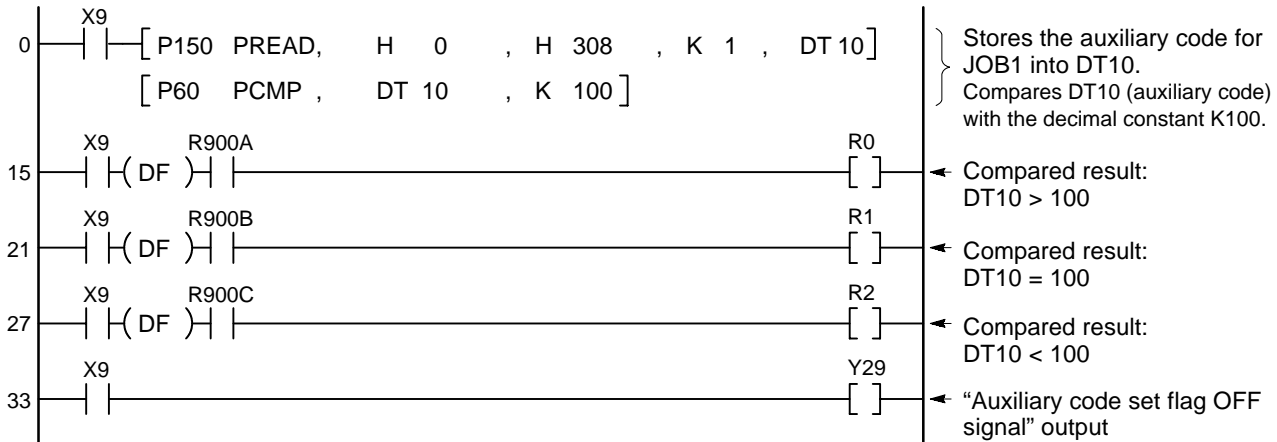 X9
0 [ P150 PREAD, H 0 , H 308 , K 1 , DT 10 ]
[ P60 PCMP , DT 10 , K 100 ]
Stores the auxiliary code for
JOB1 into DT10.
Compares DT10 (auxiliary code)
with the decimal constant K100.
X9 R900A R0
15 ( DF ) [ ]
Compared result:
DT10 > 100
X9 R900B R1
21 ( DF ) [ ]
Compared result:
DT10 = 100
X9 R900C R2
27 ( DF ) [ ]
Compared result:
DT10 < 100
X9 Y29
33 [ ]
“Auxiliary code set flag OFF
signal” output